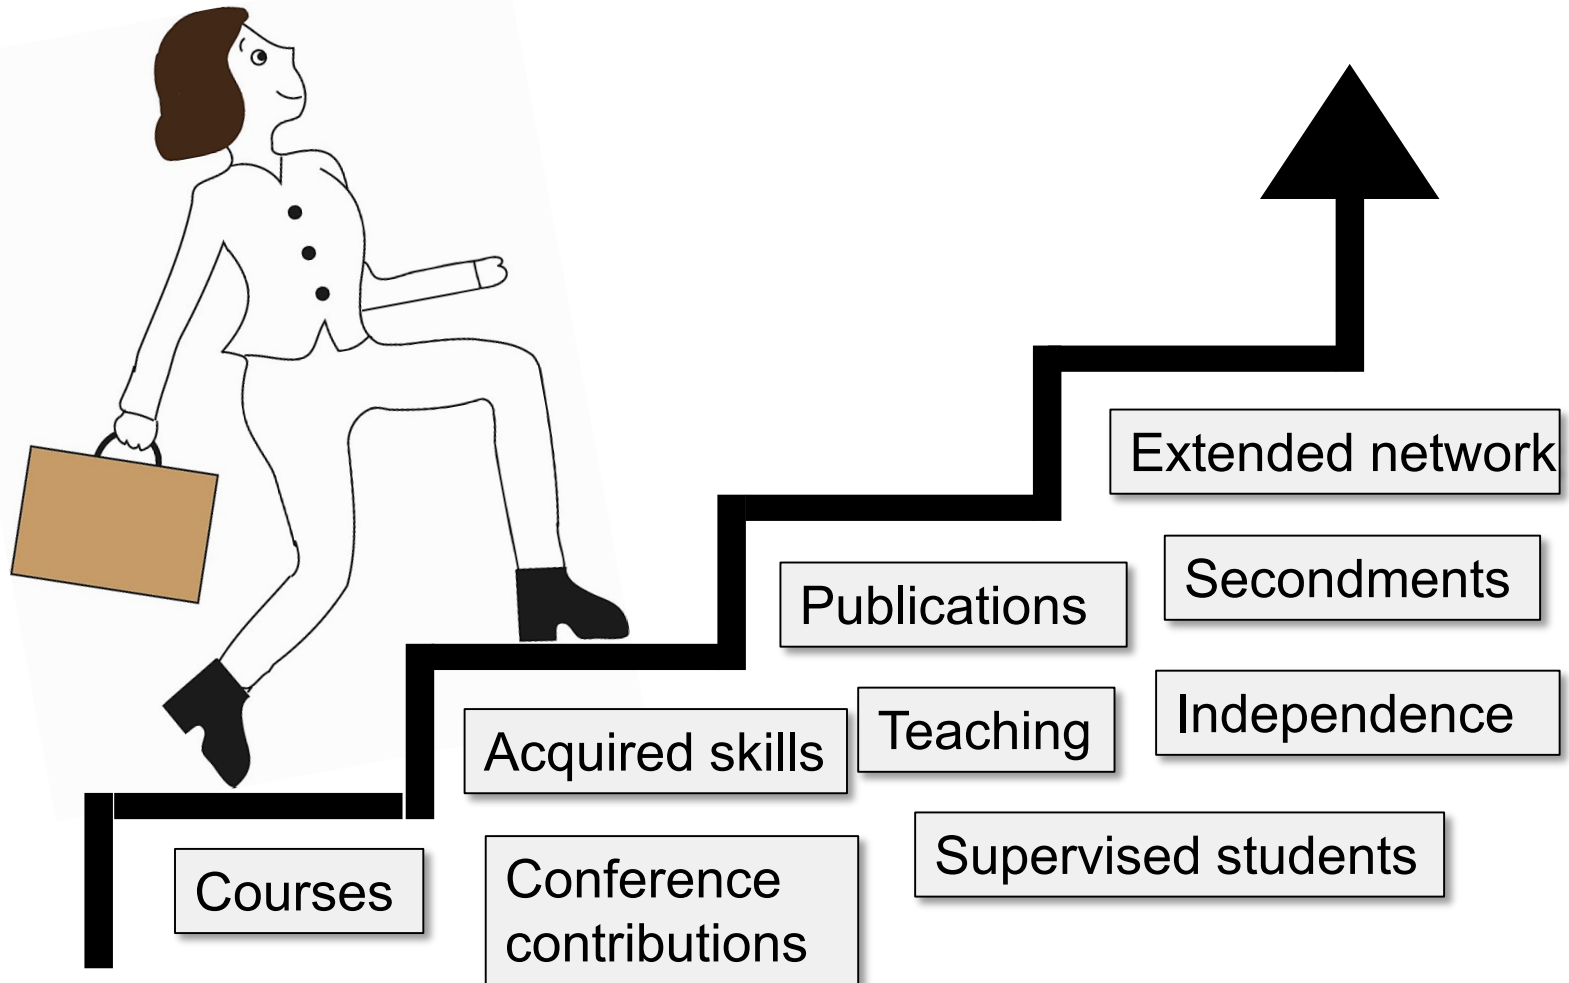 Extended network
Secondments
Publications
Independence
Teaching
Acquired skills
Supervised students
Courses
Conference
contributions